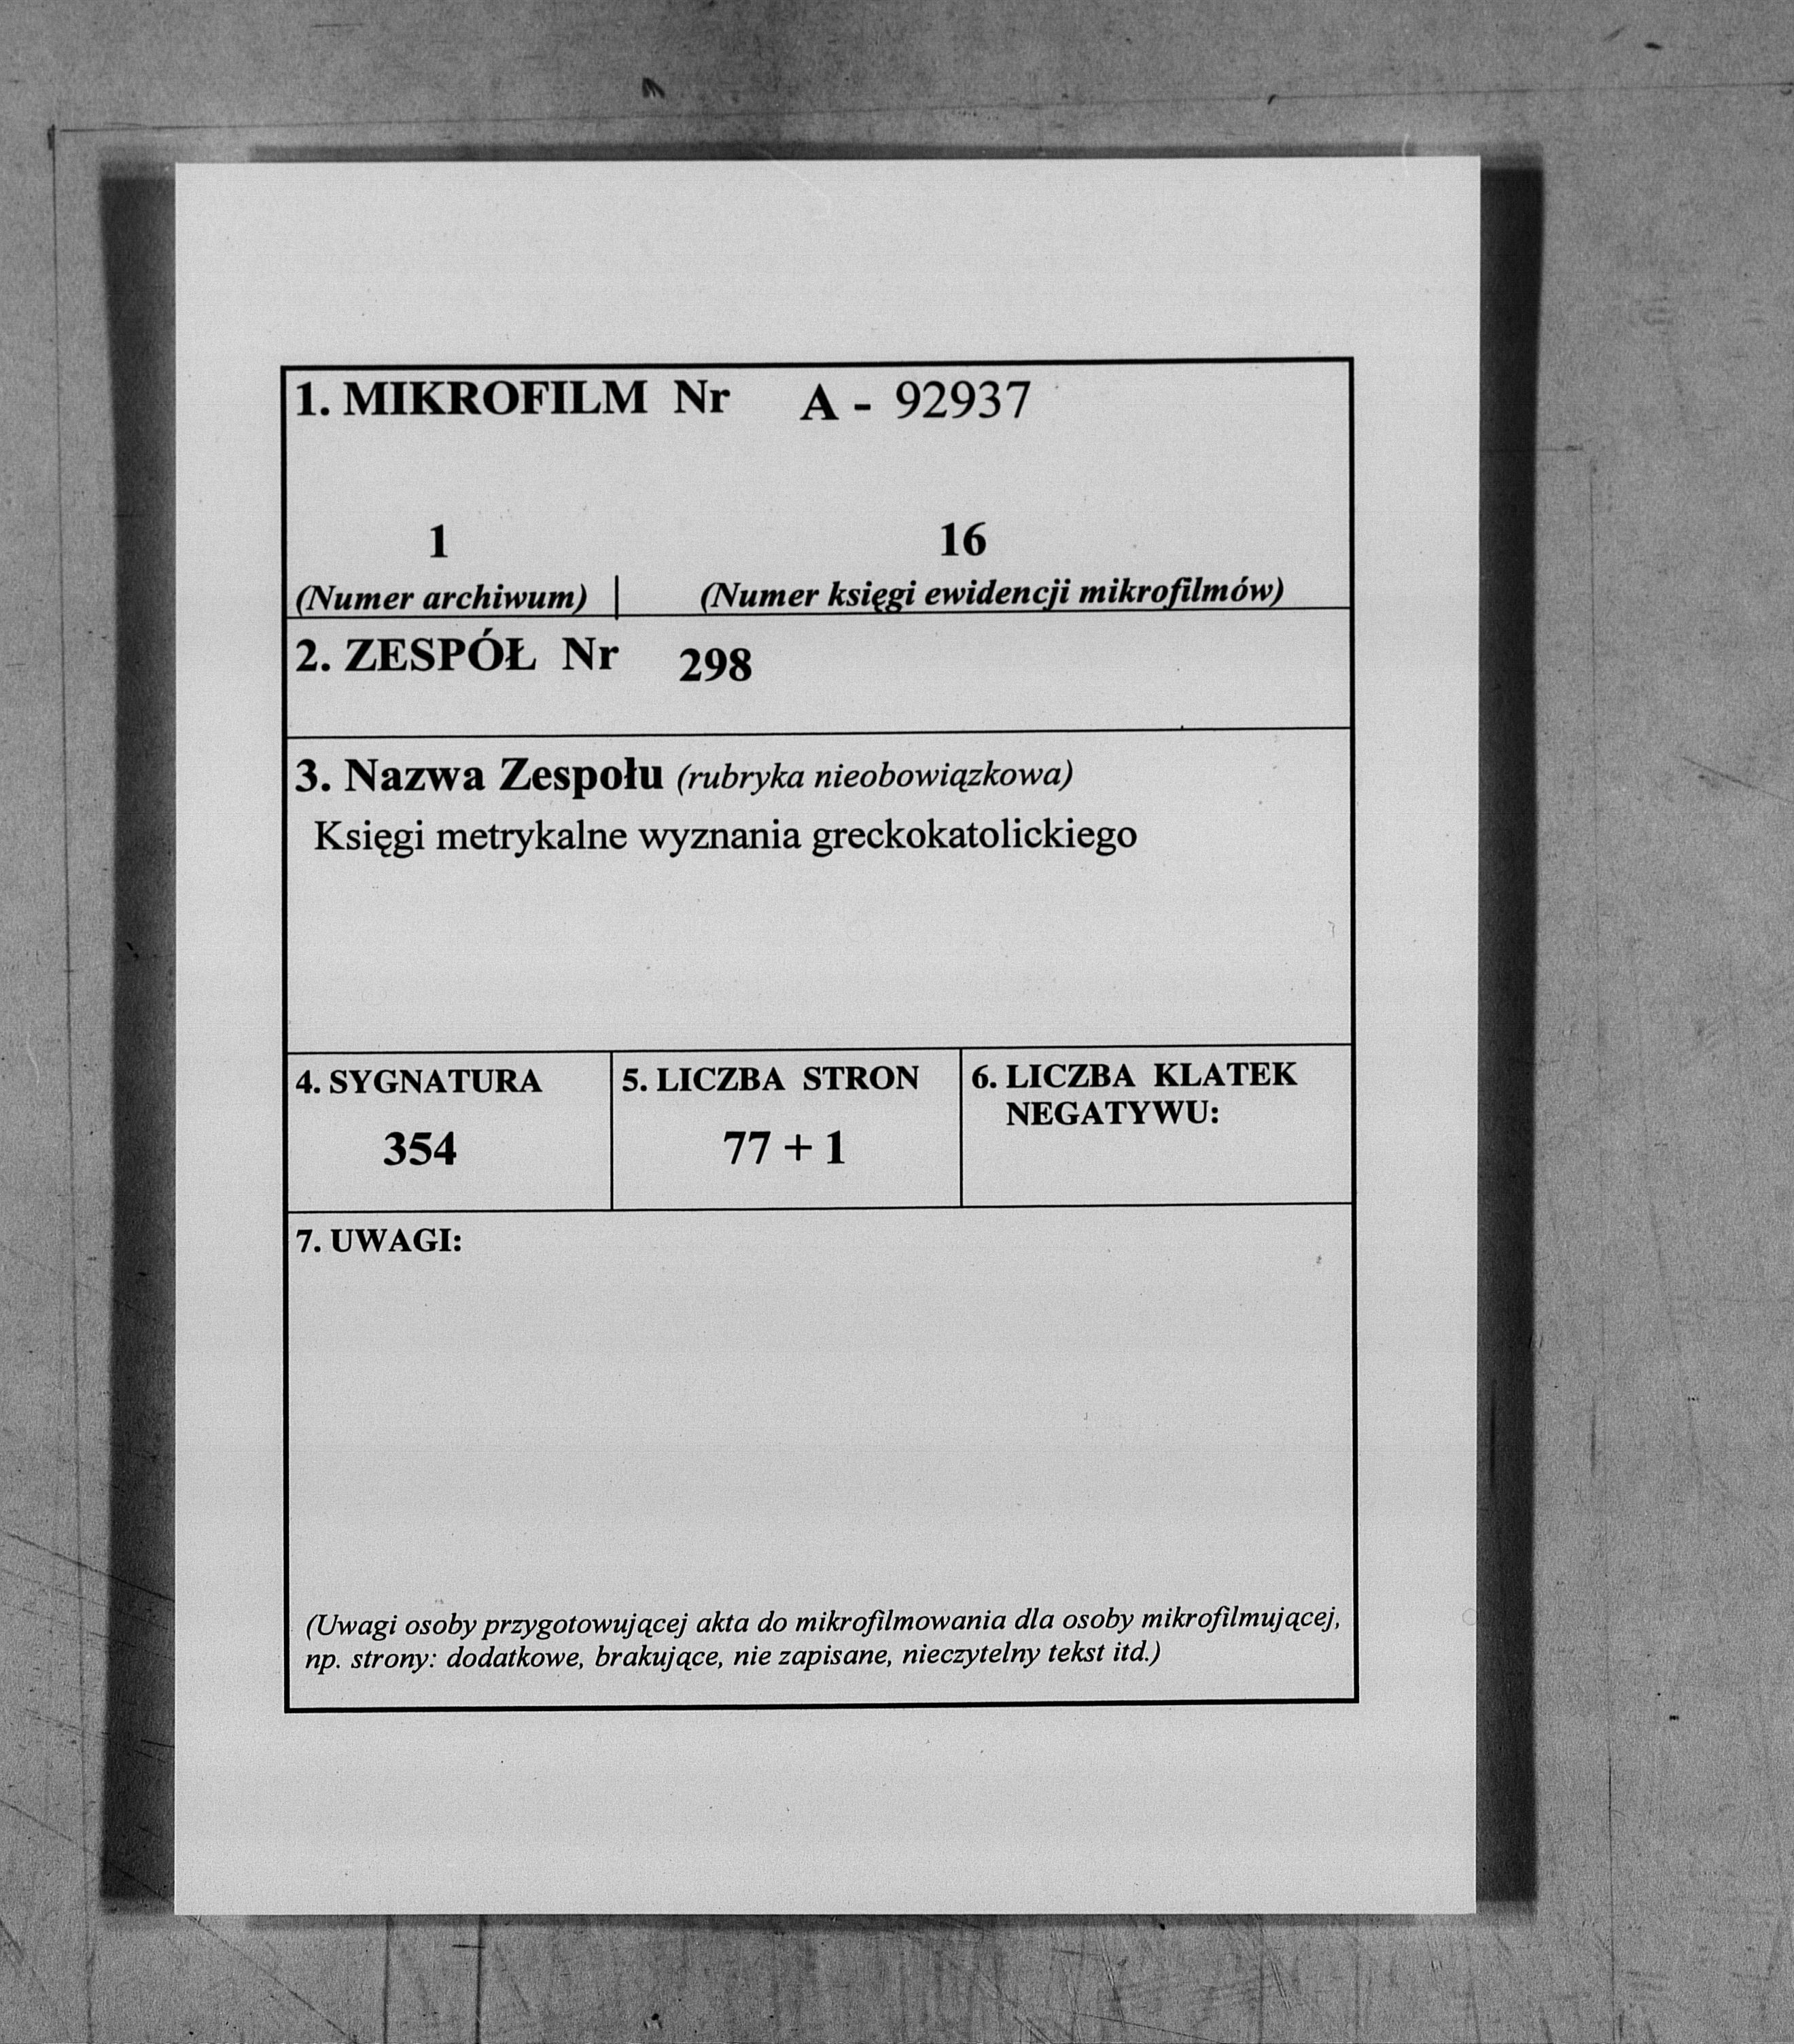 1. MIKROFILM Nr A - 92937
1 16
(Numer archiwum) | (Numer księgi ewidencji mikrofilmów)
2. ZESPÓŁ Nr 298
3. Nazwa Zespołu (rubryka nieobowiązkowa)
Księgi metrykalne wyznania greckokatolickiego
4. SYGNATURA
354
5. LICZBA STRON
77 + 1
6. LICZBA KLATEK
NEGATYWU:
7. UWAGI:
(Uwagi osoby przygotowującej akta do mikrofilmowania dla osoby mikrofilmującej,
np. strony: dodatkowe, brakujące, nie zapisane, nieczytelny tekst itd.)